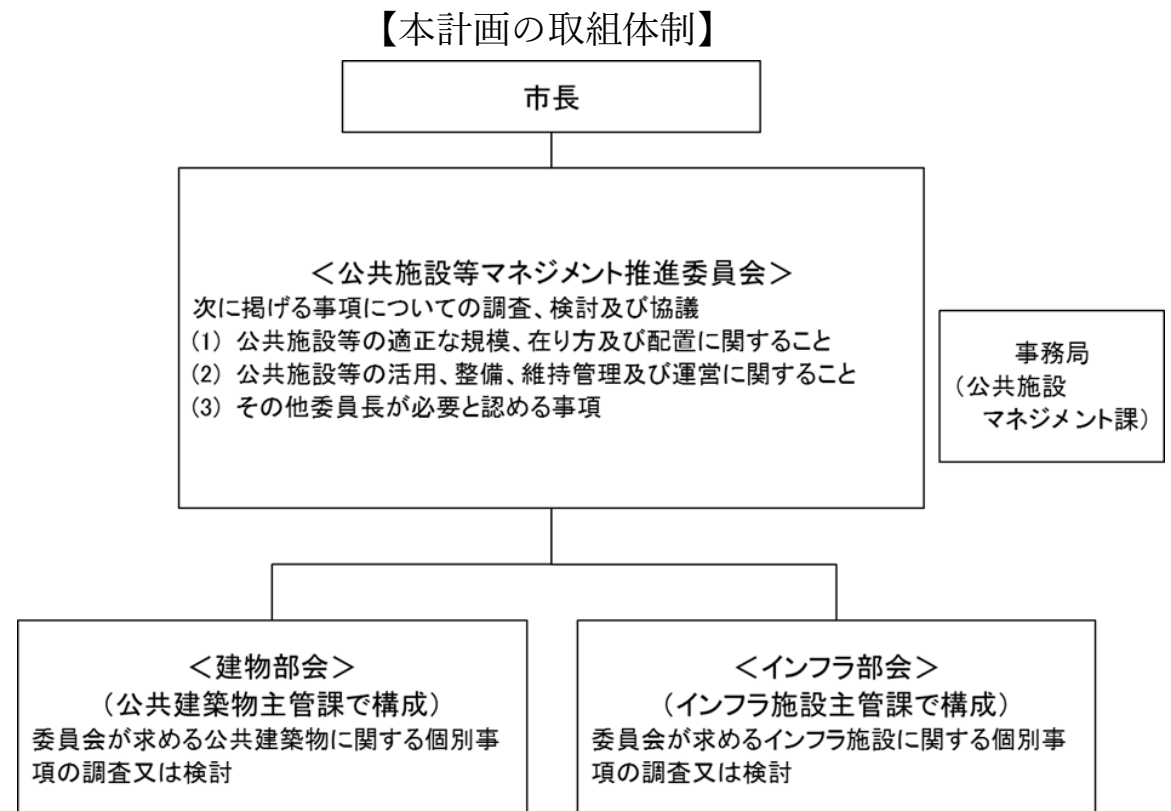 【本計画の取組体制】
市長
＜公共施設等マネジメント推進委員会＞
次に掲げる事項についての調査、検討及び協議
(1) 公共施設等の適正な規模、在り方及び配置に関すること
(2) 公共施設等の活用、整備、維持管理及び運営に関すること
(3) その他委員長が必要と認める事項
事務局
（公共施設
マネジメント課）
＜建物部会＞
（公共建築物主管課で構成）
委員会が求める公共建築物に関する個別事
項の調査又は検討
＜インフラ部会＞
（インフラ施設主管課で構成）
委員会が求めるインフラ施設に関する個別事
項の調査又は検討